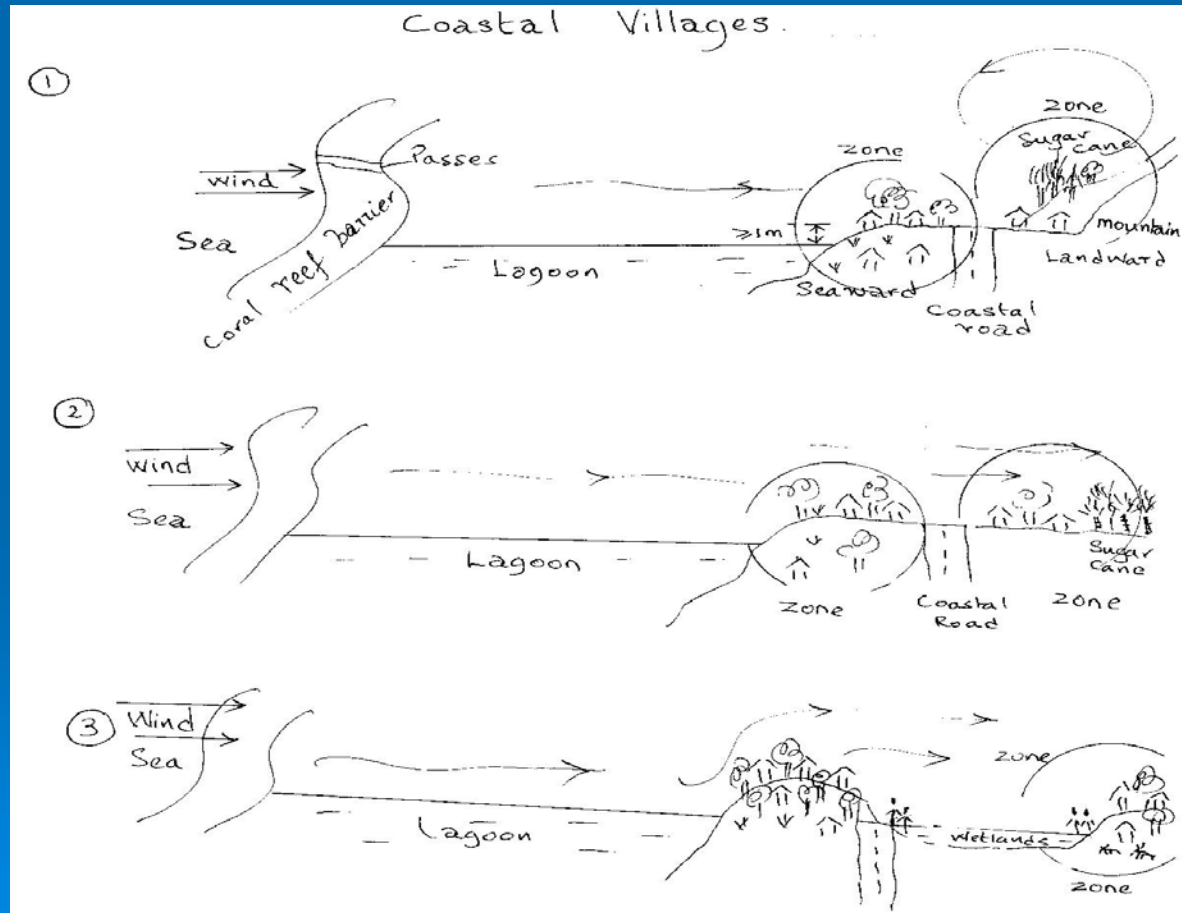 Coastal Villages.
1
Zone
Sugar
cane
Passes
Zone
Wind
≥1m
mountain
Sea
Coral reef barrier
Landward
Lagoon
Seaward
Coastal
road
2
Wind
Sea
Lagoon
Sugar
Cane
Zone
Coastal
Road
Zone
3
Wind
Sea
Zone
Lagoon
Wetlands
Zone